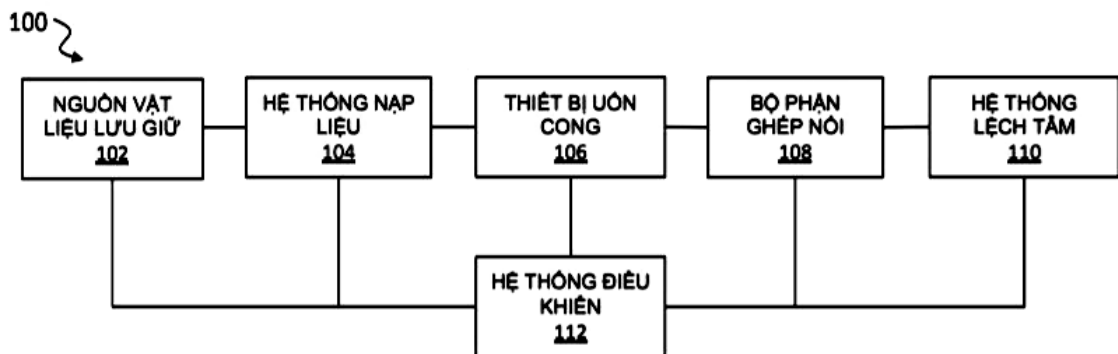 100
NGUỒN VẬT
LIỆU LƯU GIỮ
102
HỆ THỐNG NẠP
LIỆU
104
THIẾT BỊ UỐN
CONG
106
BỘ PHẬN
GHÉP NỐI
108
HỆ THỐNG
LỆCH TÂM
110
HỆ THỐNG ĐIỀU
KHIỂN
112